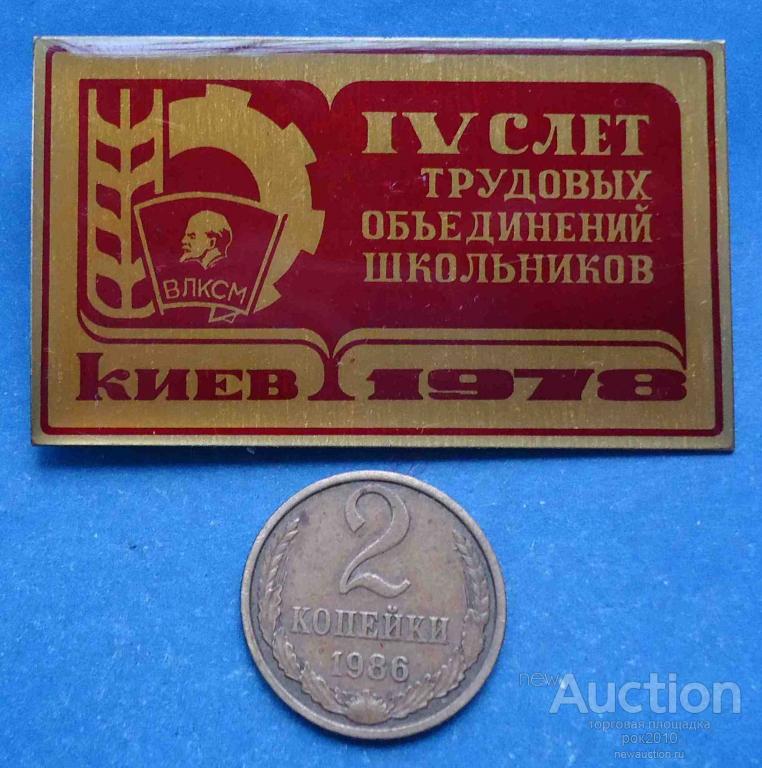 IV СЛЕТ
ТРУДОВЫХ
ОБЪЕДИНЕНИЙ
ШКОЛЬНИКОВ
ВЛКСМ
КИЕВ 1978
2
КОПЕЙКИ
1986
newAuction
торговая площадка
рок2010
newauction.ru